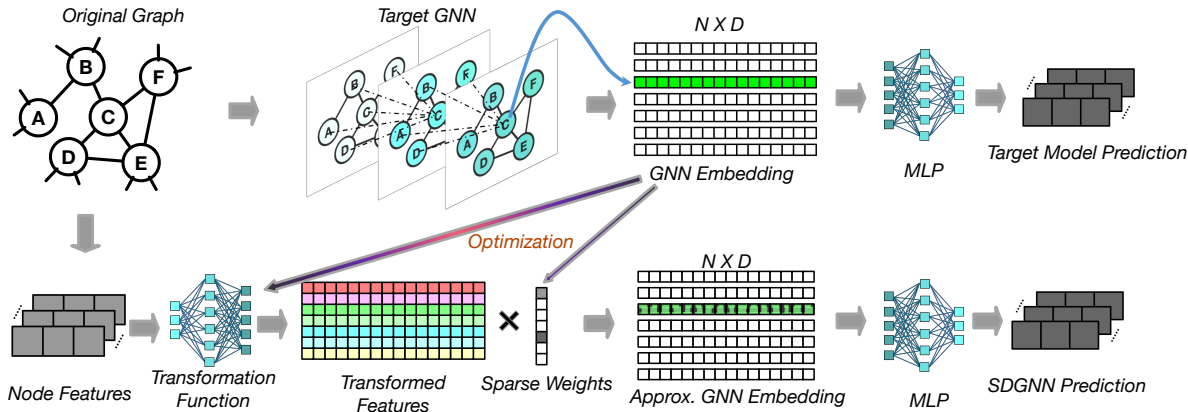 Original Graph
Target GNN
N X D
B
F
A
C
D
E
A
B
C
D
F
A
B
C
R
A
B
C
D
E
F
GNN Embedding
MLP
Target Model Prediction
Optimization
N X D
Node Features
Transformation
Function
Transformed
Features
Sparse Weights
Approx. GNN Embedding
MLP
SDGNN Prediction